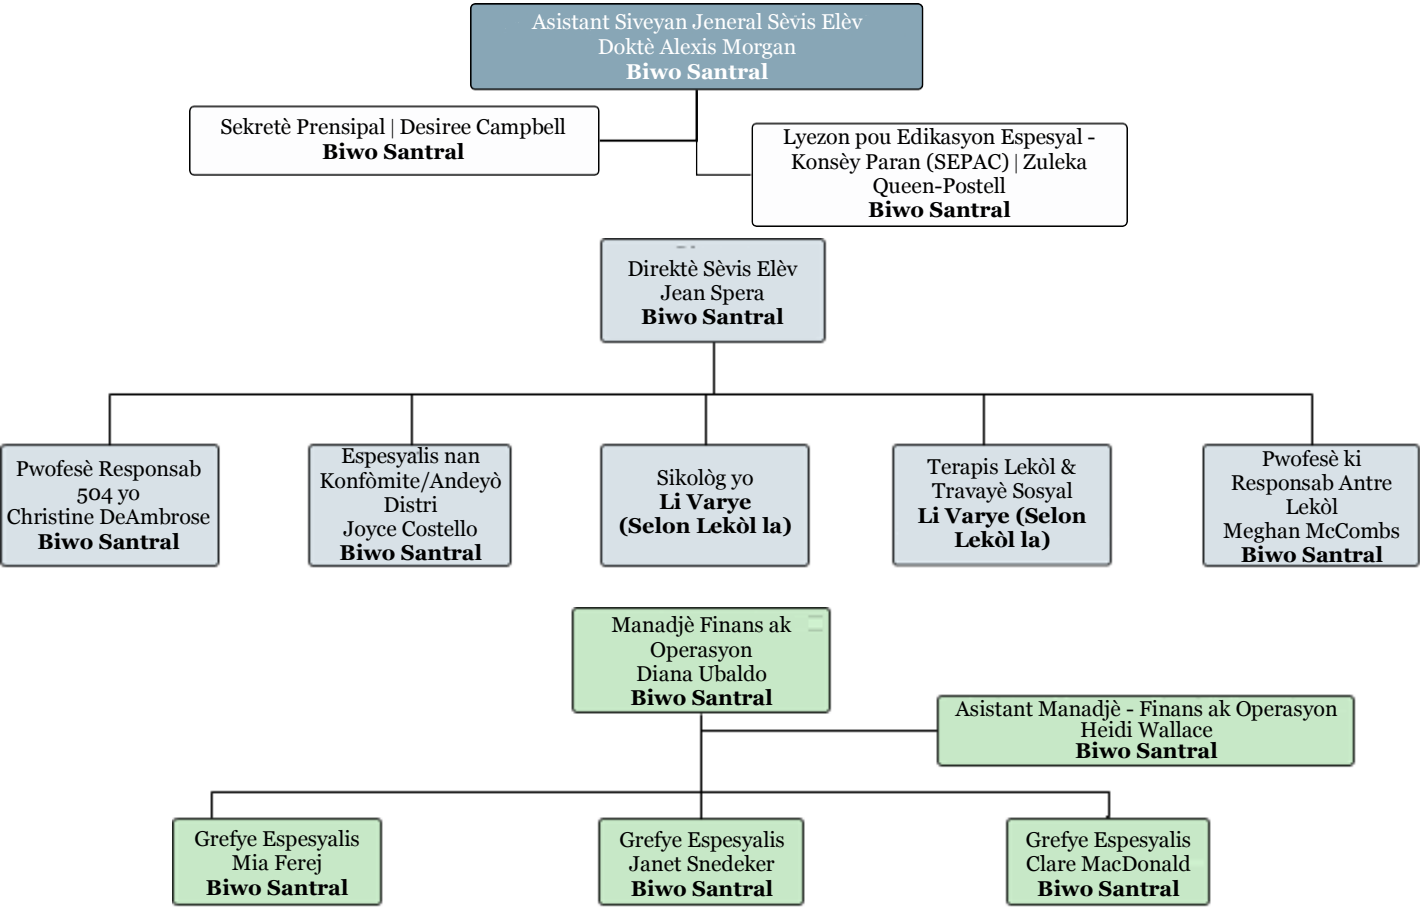 Asistant Siveyan Jeneral Sèvis Elèv
Doktè Alexis Morgan
Biwo Santral
Sekretè Prensipal | Desiree Campbell
Biwo Santral
Lyezon pou Edikasyon Espesyal -
Konsèy Paran (SEPAC) | Zuleka
Queen-Postell
Biwo Santral
Direktè Sèvis Elèv
Jean Spera
Biwo Santral
Pwofesè Responsab
504 yo
Christine DeAmbrose
Biwo Santral
Espesyalis nan
Konfòmite/Andeyò
Distri
Joyce Costello
Biwo Santral
Sikològ yo
Li Varye
(Selon Lekòl la)
Terapis Lekòl &
Travayè Sosyal
Li Varye (Selon
Lekòl la)
Pwofesè ki
Responsab Antre
Lekòl
Meghan McCombs
Biwo Santral
Manadjè Finans ak
Operasyon
Diana Ubaldo
Biwo Santral
Asistant Manadjè - Finans ak Operasyon
Heidi Wallace
Biwo Santral
Grefye Espesyalis
Mia Ferej
Biwo Santral
Grefye Espesyalis
Janet Snedeker
Biwo Santral
Grefye Espesyalis
Clare MacDonald
Biwo Santral